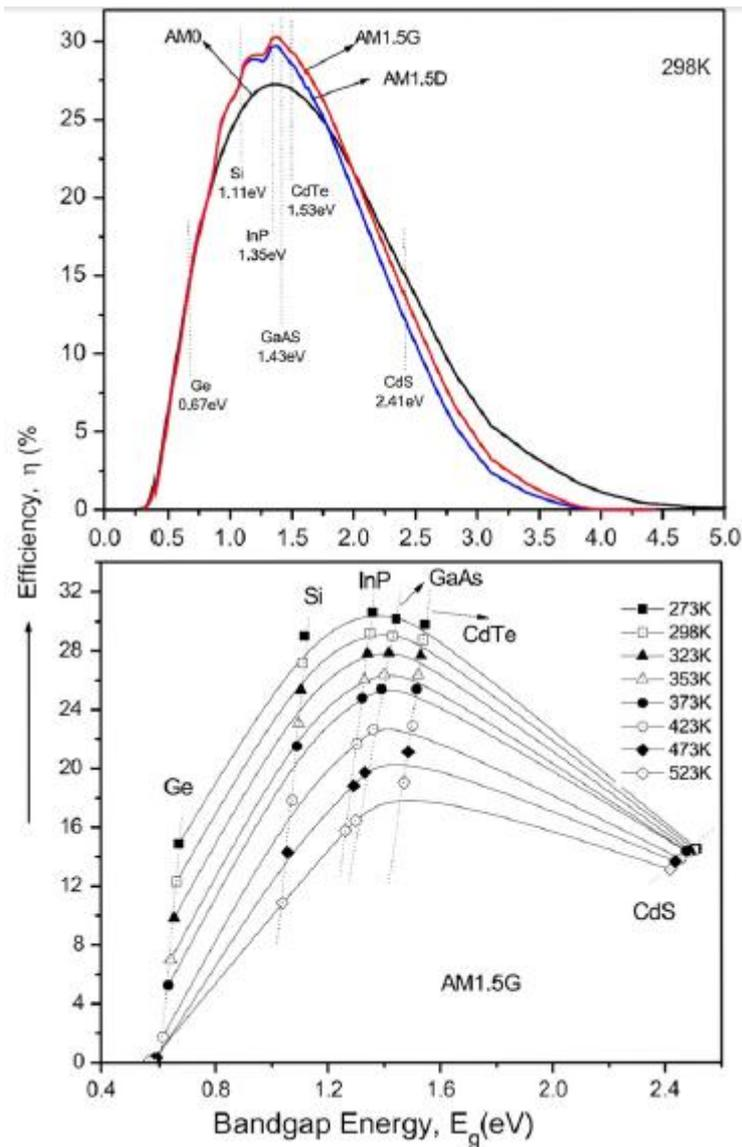 30
AM0
AM1.5G
298K
AM1.5D
25
20
Si
1.11eV
CdTe
1.53eV
InP
1.35eV
15
GaAS
1.43eV
10
Ge
0.67eV
CdS
2.41eV
5
0
0.0 0.5 1.0 1.5 2.0 2.5 3.0 3.5 4.0 4.5 5.0
Efficiency, η (%
32
Si
InP
GaAs
CdTe
273K
298K
323K
353K
373K
423K
473K
523K
28
24
20
Ge
16
12
CdS
8
AM1.5G
4
0
0.4 0.8 1.2 1.6 2.0 2.4
Bandgap Energy, Eg(eV)